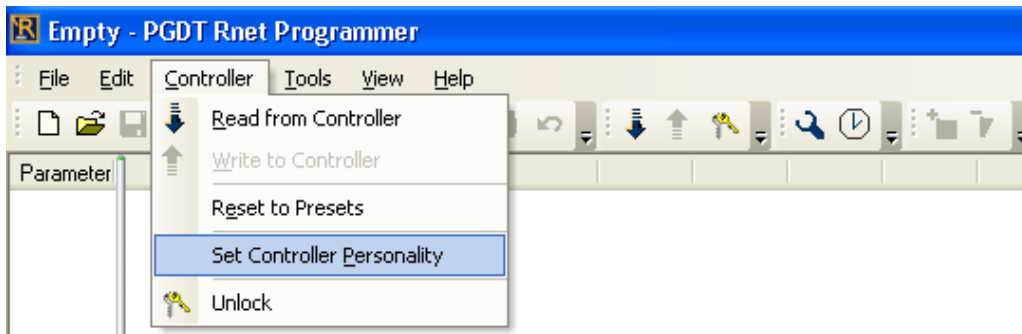 Empty - PGDT Rnet Programmer
File Edit Controller Tools View Help
Read from Controller
Write to Controller
Parameter
Reset to Presets
Set Controller Personality
Unlock